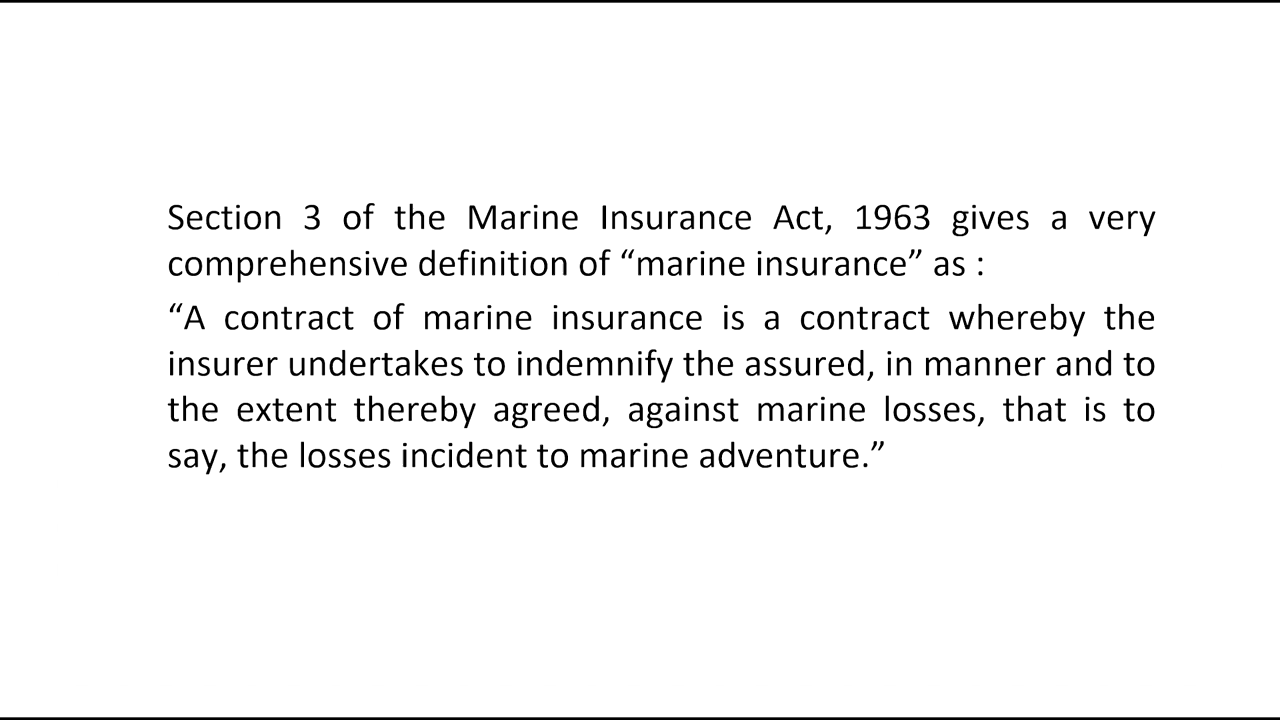 Section 3 of the Marine Insurance Act, 1963 gives a very
comprehensive definition of “marine insurance” as :
“A contract of marine insurance is a contract whereby the
insurer undertakes to indemnify the assured, in manner and to
the extent thereby agreed, against marine losses, that is to
say, the losses incident to marine adventure.”